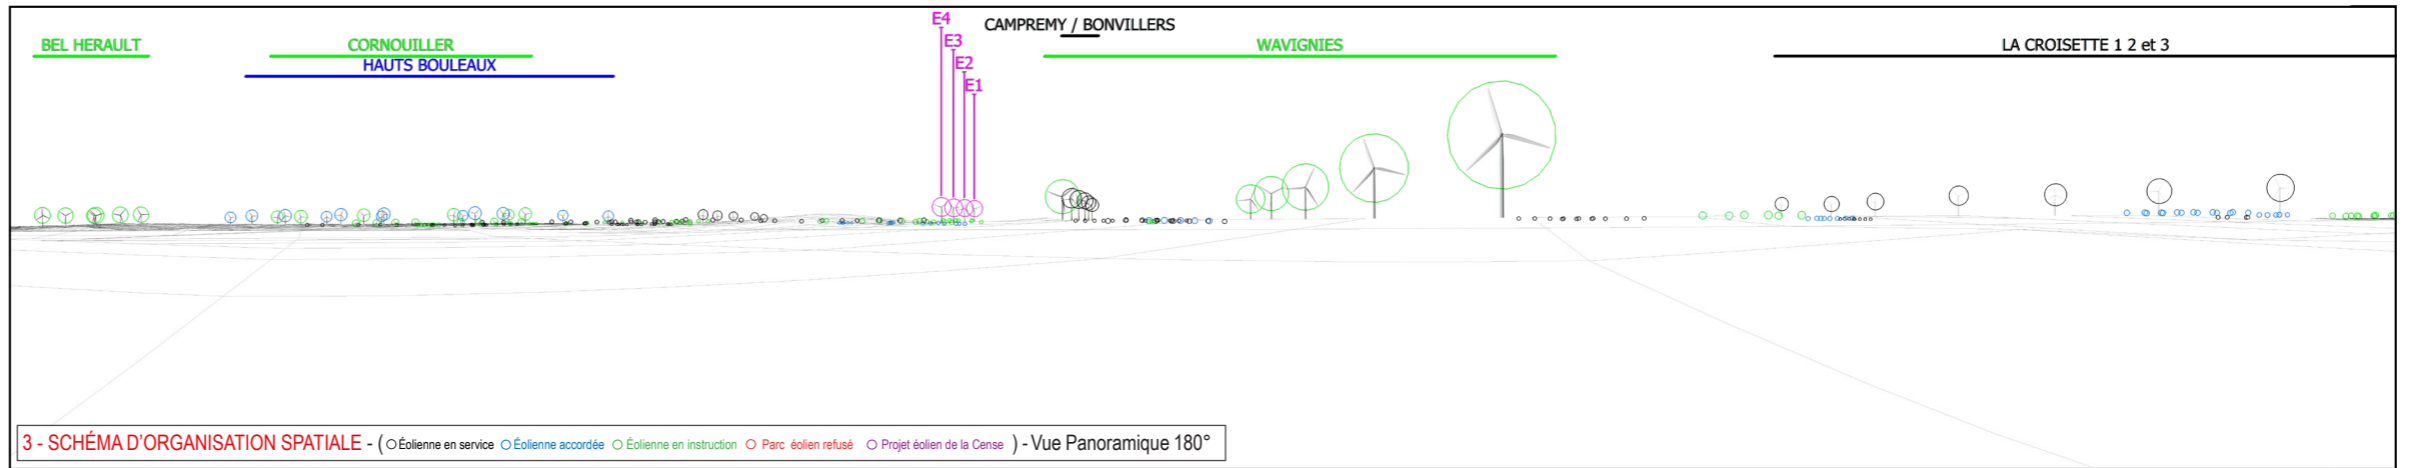 E4
CAMPREMY / BONVILLERS
BEL HERAULT
CORNOUILLER
E3
WAVIGNIES
LA CROISETTE 1 2 et 3
HAUTS BOULEAUX
E2
E1
3 - SCHÉMA D'ORGANISATION SPATIALE - ( Éolienne en service Éolienne accordée Éolienne en instruction Parc éolien refusé Projet éolien de la Cense ) - Vue Panoramique 180°